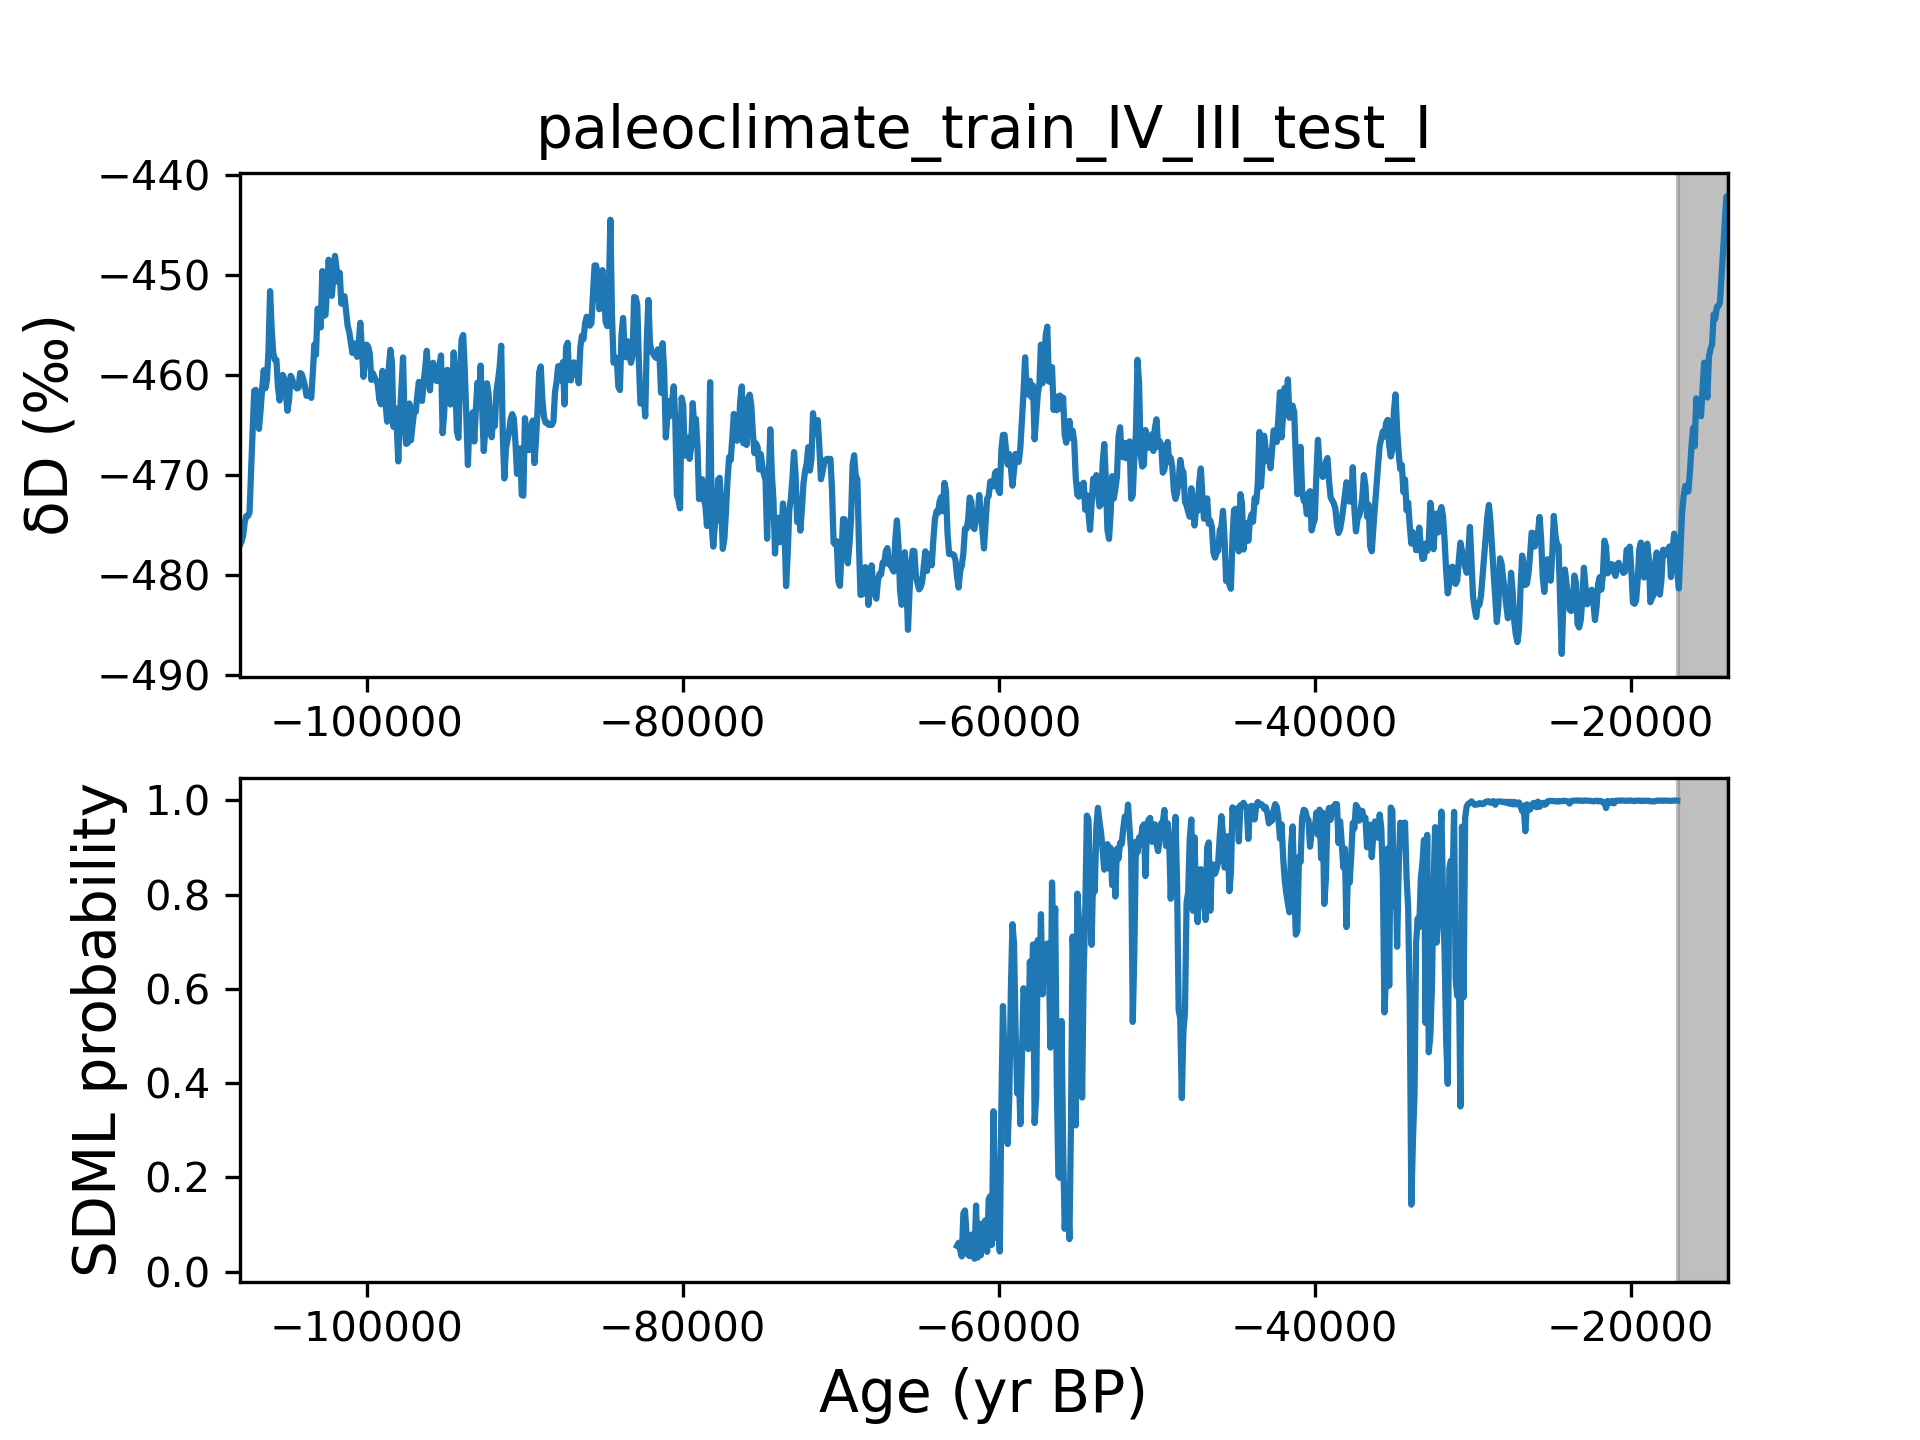 paleoclimate_train_IV_III_test_I
δD (‰)
−440
−450
−460
−470
−480
−490
−100000 −80000 −60000 −40000 −20000
SDML probability
1.0
0.8
0.6
0.4
0.2
0.0
−100000 −80000 −60000 −40000 −20000
Age (yr BP)